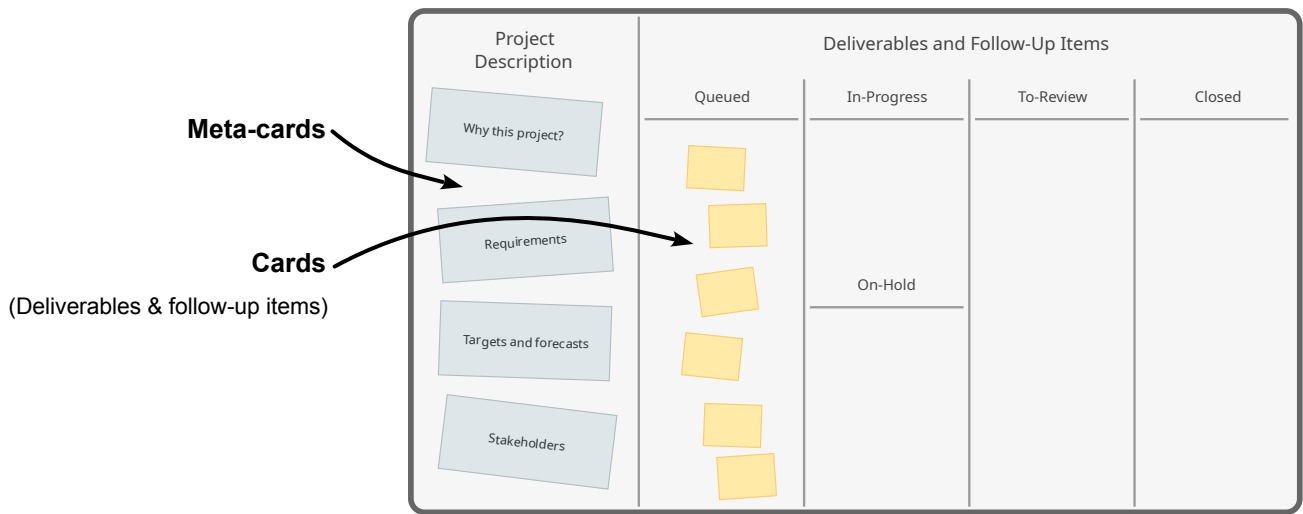 Meta-cards
Cards
(Deliverables & follow-up items)
Project
Description
Why this project?
Requirements
Targets and forecasts
Stakeholders
Deliverables and Follow-Up Items
Queued
In-Progress
On-Hold
To-Review
Closed